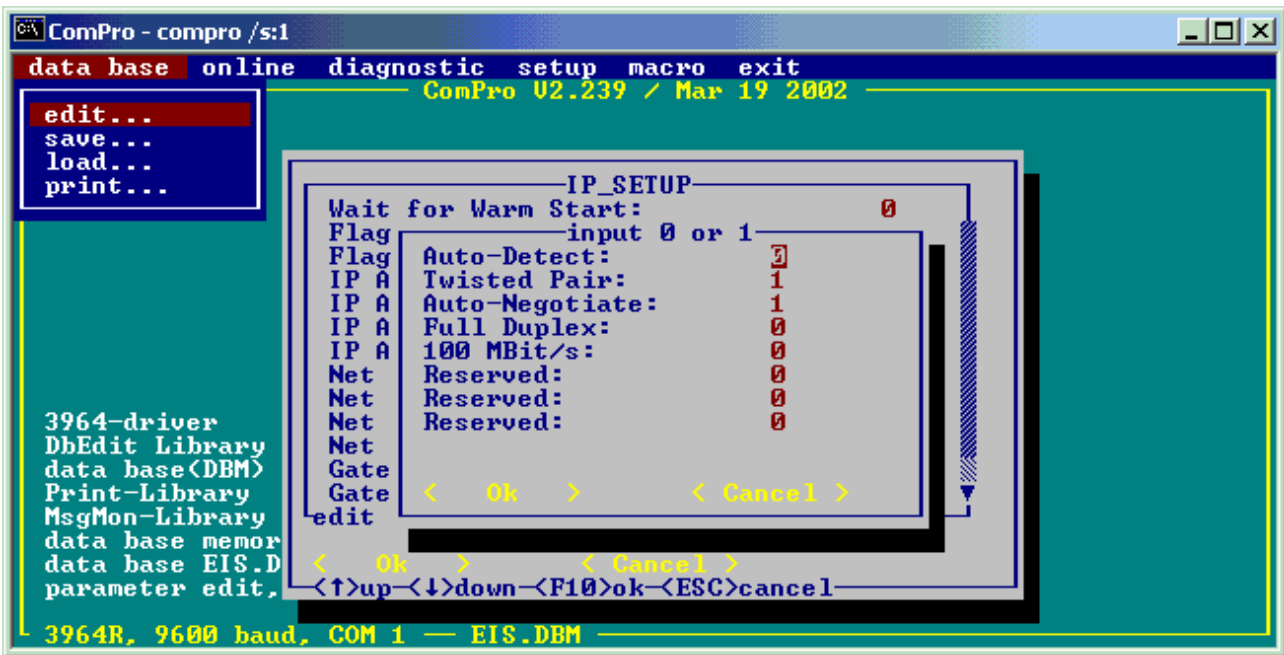 ComPro - compro /s:1
data base online diagnostic setup macro exit
ComPro V2.239 / Mar 19 2002
edit...
save...
load...
print...
IP_SETUP
Wait for Warm Start: 0
Flag
input 0 or 1
Flag
Auto-Detect: 0
IP A
Twisted Pair: 1
IP A
Auto-Negotiate: 1
IP A
Full Duplex: 0
IP A
100 MBit/s: 0
Net
Reserved: 0
Net
Reserved: 0
Net
Reserved: 0
Net
Gate
Gate
< Ok > < Cancel >
edit
< Ok > < Cancel >
<↑>up-<↓>down-<F10>ok-<ESC>cancel
3964-driver
DbEdit Library
data base(DBM)
Print-Library
MsgMon-Library
data base memor
data base EIS.D
parameter edit,
3964R, 9600 baud, COM 1 — EIS.DBM